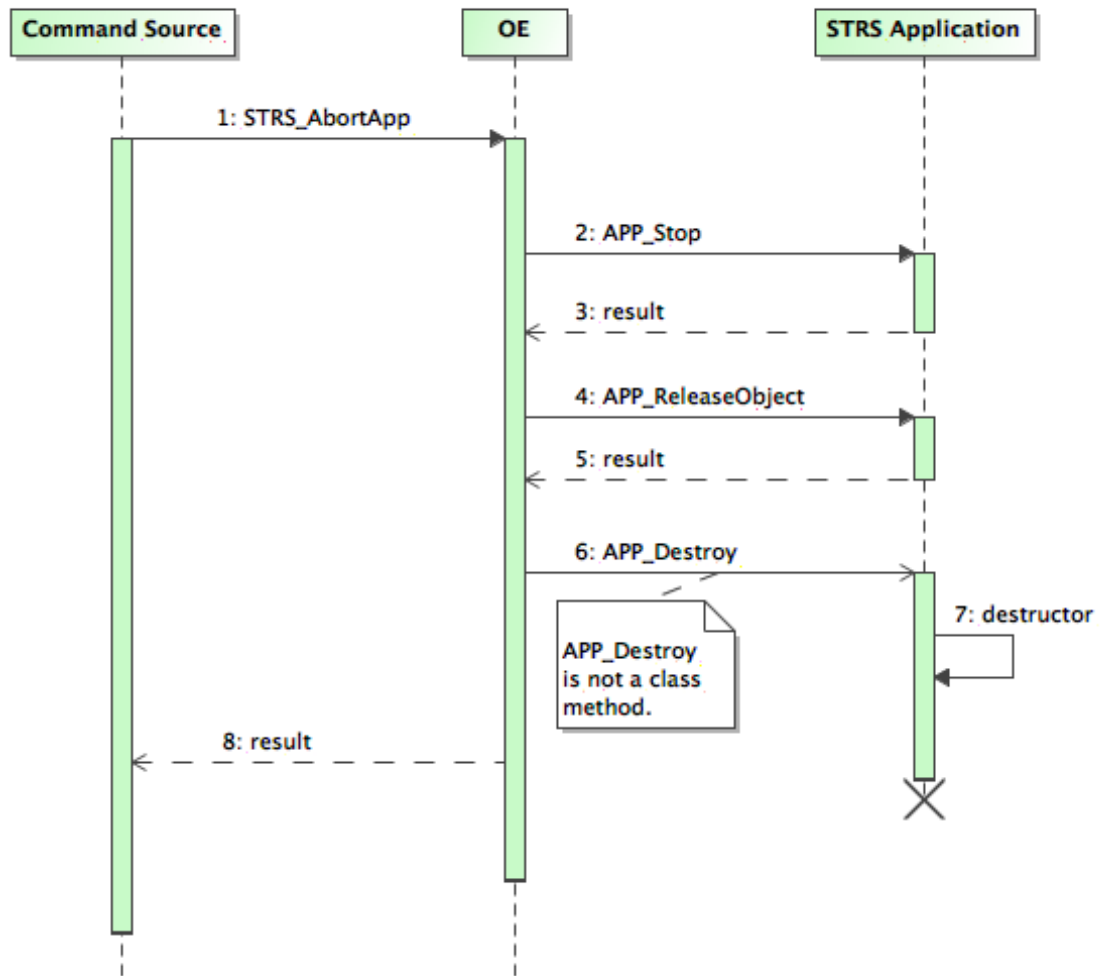 Command Source
OE
STRS Application
1: STRS_AbortApp
2: APP_Stop
3: result
4: APP_ReleaseObject
5: result
6: APP_Destroy
7: destructor
APP_Destroy
is not a class
method.
8: result